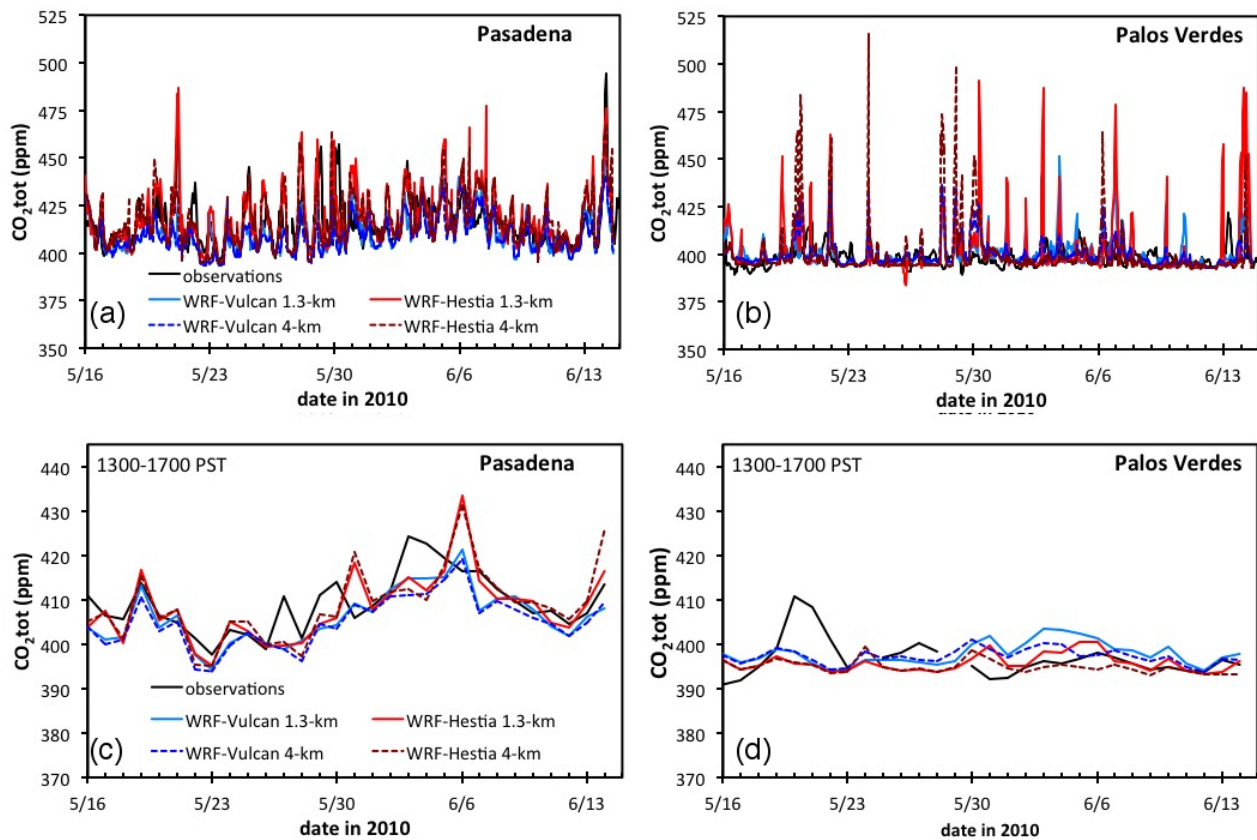 525
500
475
450
425
400
375
350
CO2tot (ppm)
Pasadena
observations
WRF-Vulcan 1.3-km
WRF-Hestia 1.3-km
WRF-Vulcan 4-km
WRF-Hestia 4-km
(a)
5/16
5/23
5/30
6/6
6/13
date in 2010
525
500
475
450
425
400
375
350
CO2tot (ppm)
Palos Verdes
(b)
5/16
5/23
5/30
6/6
6/13
date in 2010
440
430
420
410
400
390
380
370
CO2tot (ppm)
1300-1700 PST
Pasadena
observations
WRF-Vulcan 1.3-km
WRF-Hestia 1.3-km
WRF-Vulcan 4-km
WRF-Hestia 4-km
(c)
5/16
5/23
5/30
6/6
6/13
date in 2010
440
430
420
410
400
390
380
370
CO2tot (ppm)
1300-1700 PST
Palos Verdes
(d)
5/16
5/23
5/30
6/6
6/13
date in 2010